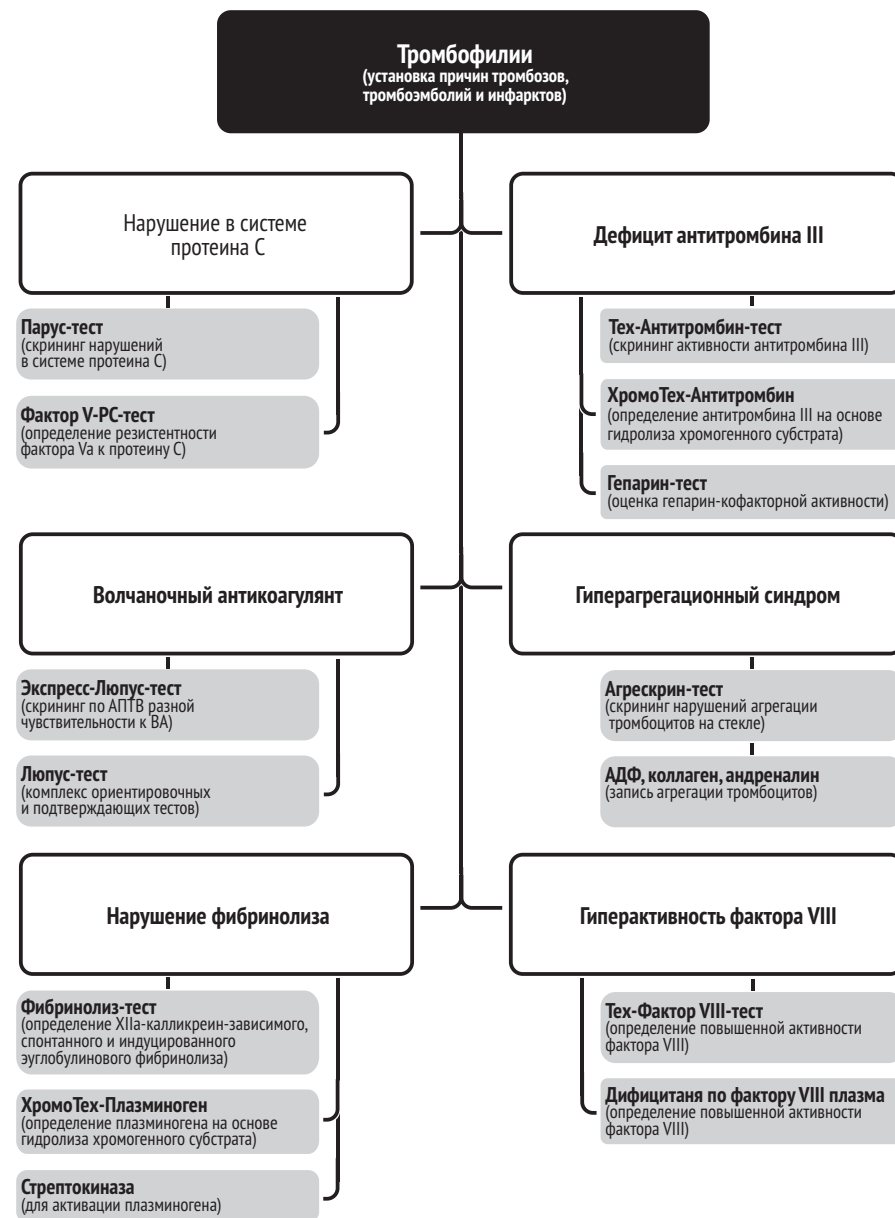 Тромбофилии
(установка причин тромбозов,
тромбоэмболий и инфарктов)
Нарушение в системе
протеина С
Парус-тест
(скрининг нарушений
в системе протеина С)
Фактор V-РС-тест
(определение резистентности
фактора Va к протеину С)
Дефицит антитромбина III
Тех-Антитромбин-тест
(скрининг активности антитромбина III)
ХромоТех-Антитромбин
(определение антитромбина III на основе
гидролиза хромогенного субстрата)
Гепарин-тест
(оценка гепарин-кофакторной активности)
Волчаночный антикоагулянт
Экспресс-Люпус-тест
(скрининг по АПТВ разной
чувствительности к ВА)
Люпус-тест
(комплекс ориентировочных
и подтверждающих тестов)
Гиперагрегационный синдром
Агрескрин-тест
(скрининг нарушений агрегации
тромбоцитов на стекле)
АДФ, коллаген, андреналин
(запись агрегации тромбоцитов)
Нарушение фибринолиза
Фибринолиз-тест
(определение XIIa-калликреин-зависимого,
спонтанного и индуцированного
эуглобулинового фибринолиза)
ХромоТех-Плазминоген
(определение плазминогена на основе
гидролиза хромогенного субстрата)
Стрептокиназа
(для активации плазминогена)
Гиперактивность фактора VIII
Тех-Фактор VIII-тест
(определение повышенной активности
фактора VIII)
Дифицитаня по фактору VIII плазма
(определение повышенной активности
фактора VIII)